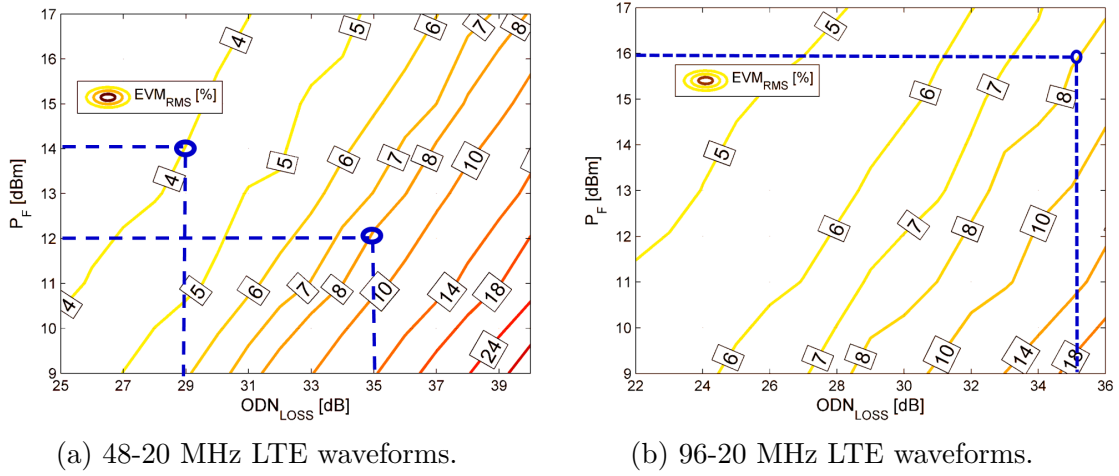 17
16
15
14
13
12
11
10
9
P_F [dBm]
25 27 29 31 33 35 37 39
ODN_LOSS [dB]
EVM_RMS [%]
4 5 6 7 8
4 5 6 7 8 10
4 5 6 7 8 10 14 18
24
(a) 48-20 MHz LTE waveforms.
17
16
15
14
13
12
11
10
9
P_F [dBm]
22 24 26 28 30 32 34 36
ODN_LOSS [dB]
EVM_RMS [%]
5 6 7 8
5 6 7 8 10
6 7 8 10 14 18
(b) 96-20 MHz LTE waveforms.